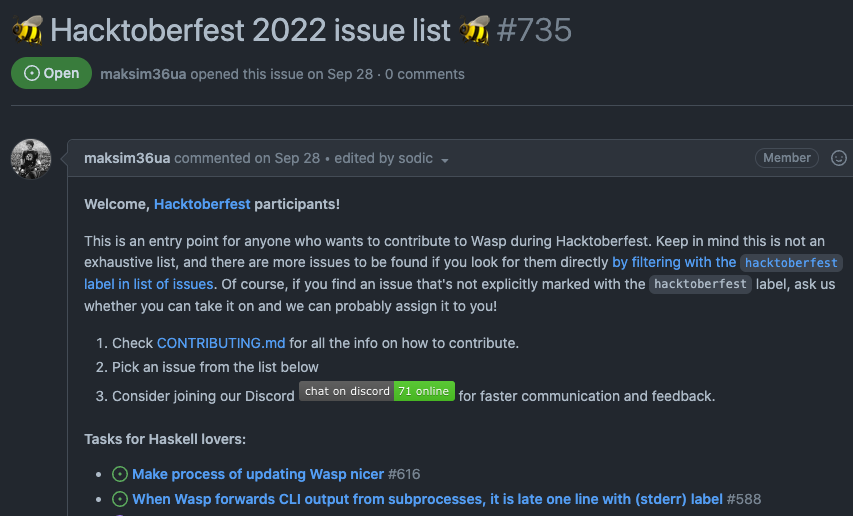 🐝 Hacktoberfest 2022 issue list 🐝 #735
Open maksim36ua opened this issue on Sep 28 · 0 comments
maksim36ua commented on Sep 28 • edited by sodic Member
Welcome, Hacktoberfest participants!
This is an entry point for anyone who wants to contribute to Wasp during Hacktoberfest. Keep in mind this is not an
exhaustive list, and there are more issues to be found if you look for them directly by filtering with the hacktoberfest
label in list of issues. Of course, if you find an issue that's not explicitly marked with the hacktoberfest label, ask us
whether you can take it on and we can probably assign it to you!
1. Check CONTRIBUTING.md for all the info on how to contribute.
2. Pick an issue from the list below
3. Consider joining our Discord chat on discord 71 online for faster communication and feedback.
Tasks for Haskell lovers:
• Make process of updating Wasp nicer #616
• When Wasp forwards CLI output from subprocesses, it is late one line with (stderr) label #588